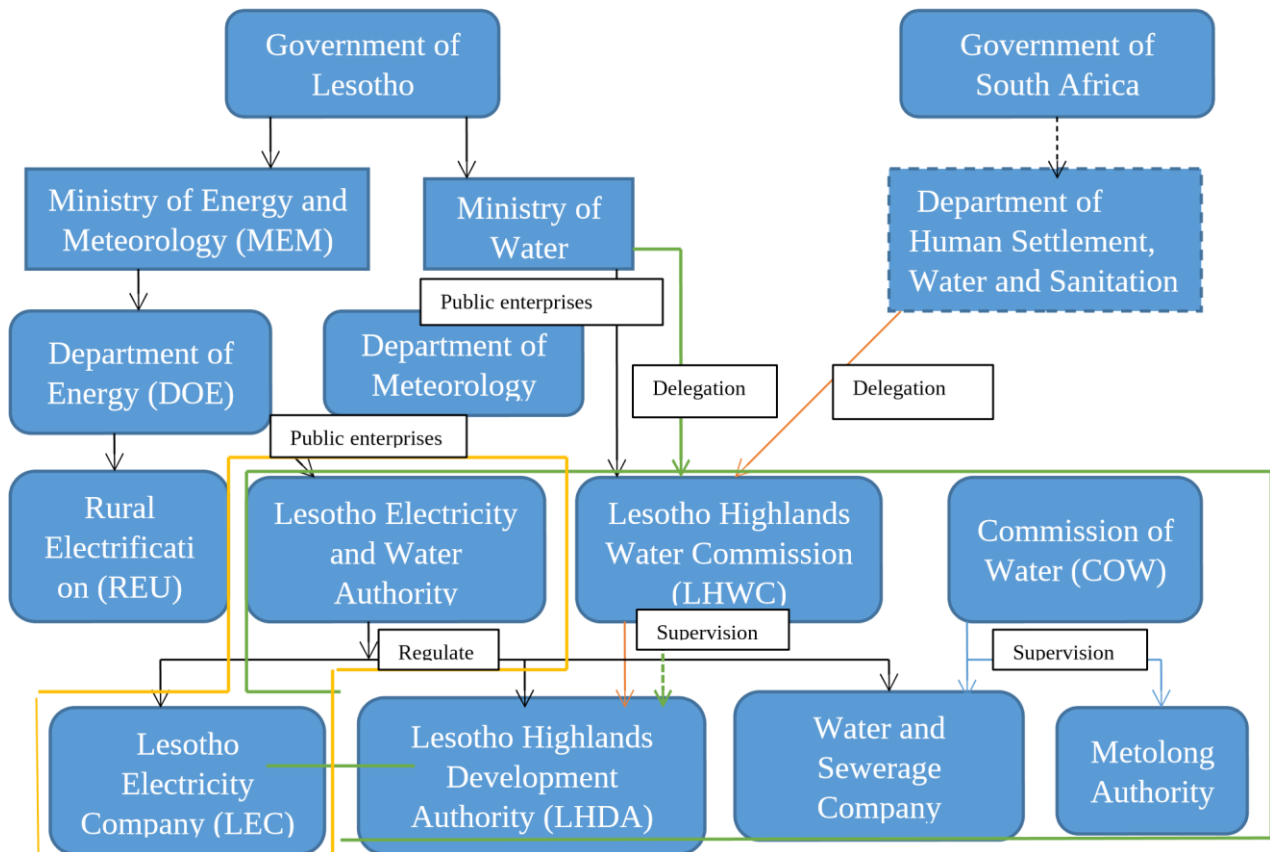 Government of
Lesotho
Government of
South Africa
Ministry of Energy and
Meteorology (MEM)
Ministry of
Water
Department of
Human Settlement,
Water and Sanitation
Public enterprises
Department of
Energy (DOE)
Department of
Meteorology
Delegation
Delegation
Public enterprises
Rural
Electrificati
on (REU)
Lesotho Electricity
and Water
Authority
Lesotho Highlands
Water Commission
(LHWC)
Commission of
Water (COW)
Regulate
Supervision
Supervision
Lesotho
Electricity
Company (LEC)
Lesotho Highlands
Development
Authority (LHDA)
Water and
Sewerage
Company
Metolong
Authority